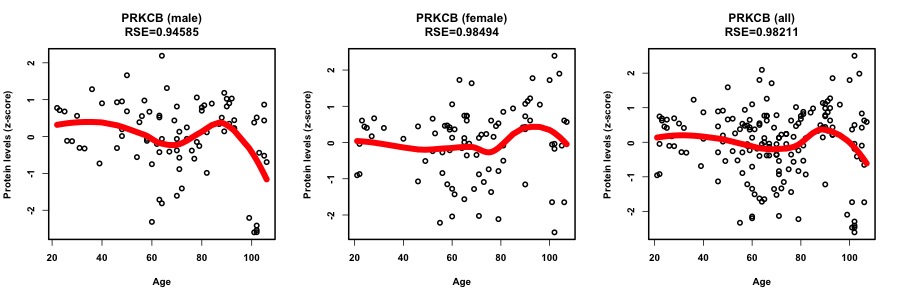 PRKCB (male)
RSE=0.94585
Protein levels (z-score)
2
1
0
-1
-2
20 40 60 80 100
Age
PRKCB (female)
RSE=0.98494
Protein levels (z-score)
2
1
0
-1
-2
20 40 60 80 100
Age
PRKCB (all)
RSE=0.98211
Protein levels (z-score)
2
1
0
-1
-2
20 40 60 80 100
Age